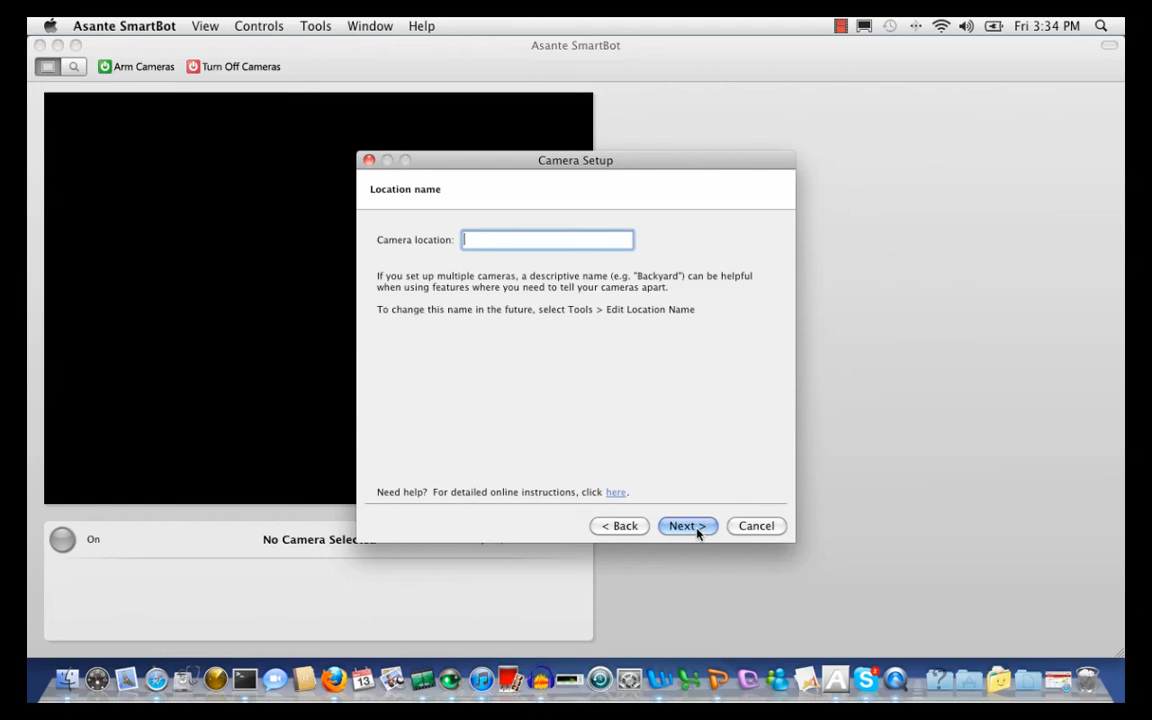 Asante SmartBot View Controls Tools Window Help Fri 3:34 PM
Asante SmartBot
Arm Cameras Turn Off Cameras
Camera Setup
Location name
Camera location:
If you set up multiple cameras, a descriptive name (e.g. "Backyard") can be helpful
when using features where you need to tell your cameras apart.
To change this name in the future, select Tools > Edit Location Name
Need help? For detailed online instructions, click here.
< Back Next > Cancel
On No Camera Selec
13